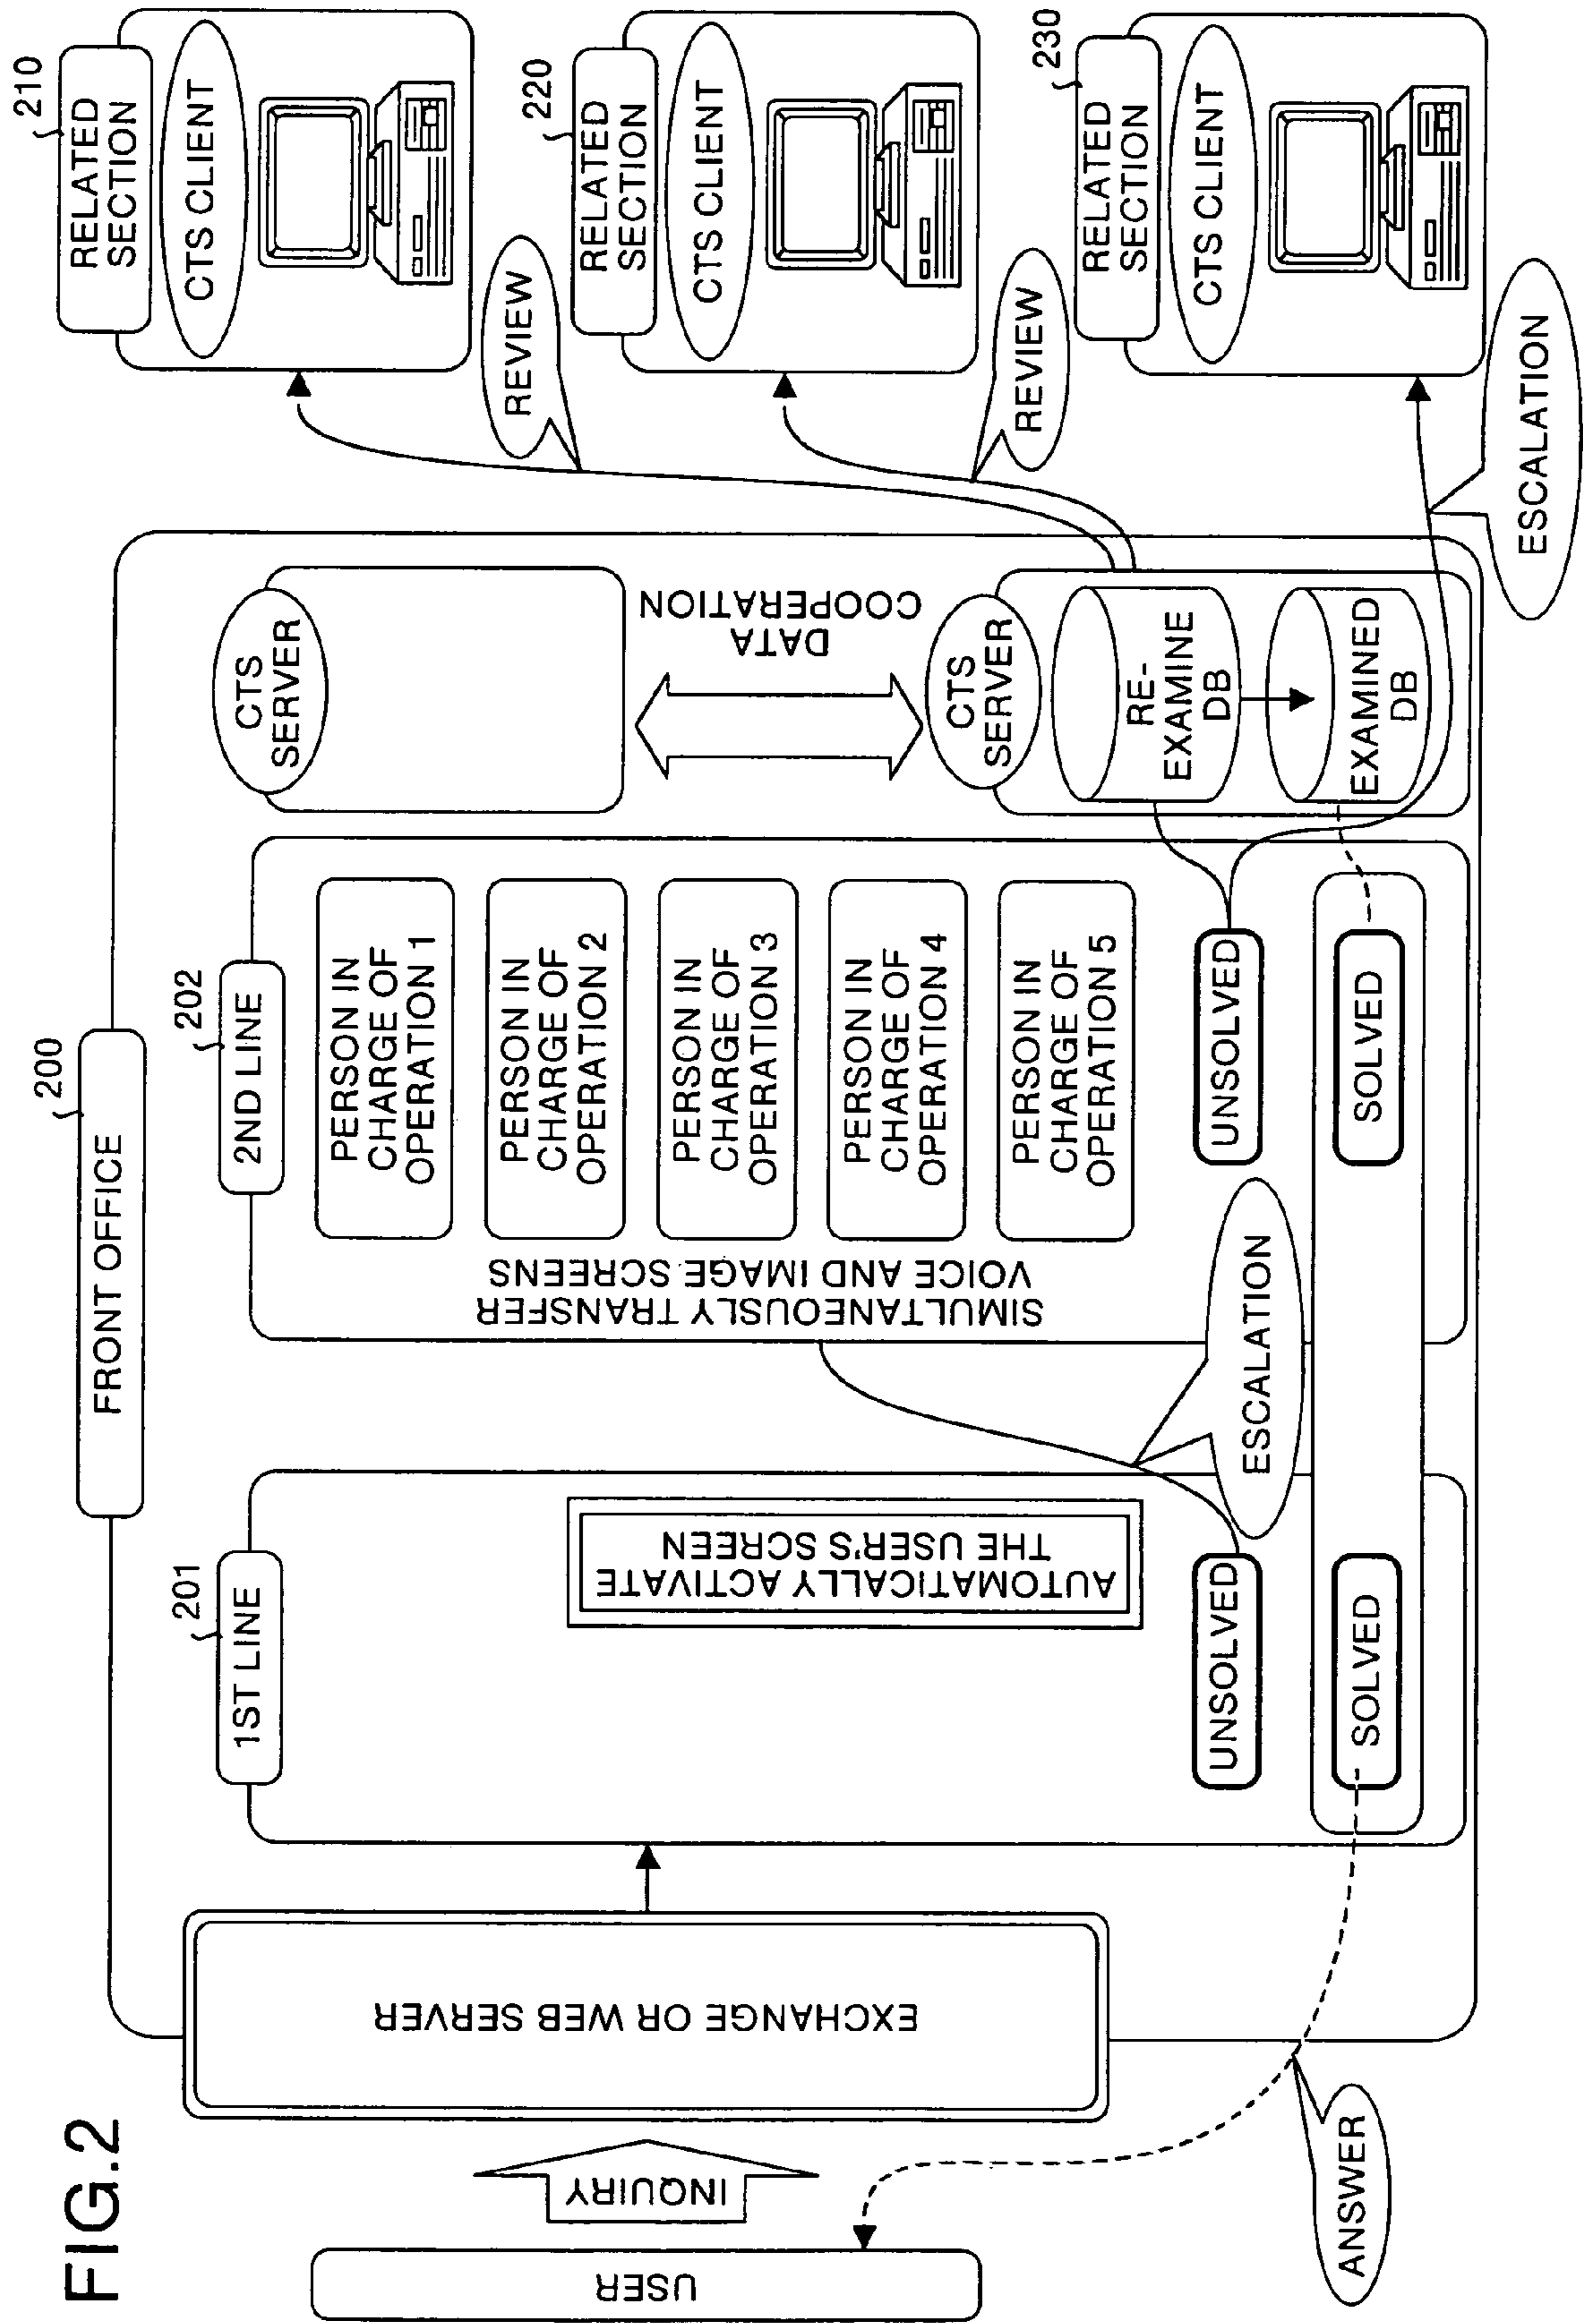 FIG.2
USER
INQUIRY
ANSWER
200
FRONT OFFICE
EXCHANGE OR WEB SERVER
201
1ST LINE
AUTOMATICALLY ACTIVATE
THE USER'S SCREEN
UNSOLVED
SOLVED
ESCALATION
202
2ND LINE
SIMULTANEOUSLY TRANSFER
VOICE AND IMAGE SCREENS
PERSON IN
CHARGE OF
OPERATION 1
PERSON IN
CHARGE OF
OPERATION 2
PERSON IN
CHARGE OF
OPERATION 3
PERSON IN
CHARGE OF
OPERATION 4
PERSON IN
CHARGE OF
OPERATION 5
UNSOLVED
SOLVED
CTS
SERVER
DATA
COOPERATION
CTS
SERVER
RE-
EXAMINE
DB
EXAMINED
DB
210
RELATED
SECTION
CTS CLIENT
REVIEW
220
RELATED
SECTION
CTS CLIENT
REVIEW
230
RELATED
SECTION
CTS CLIENT
ESCALATION